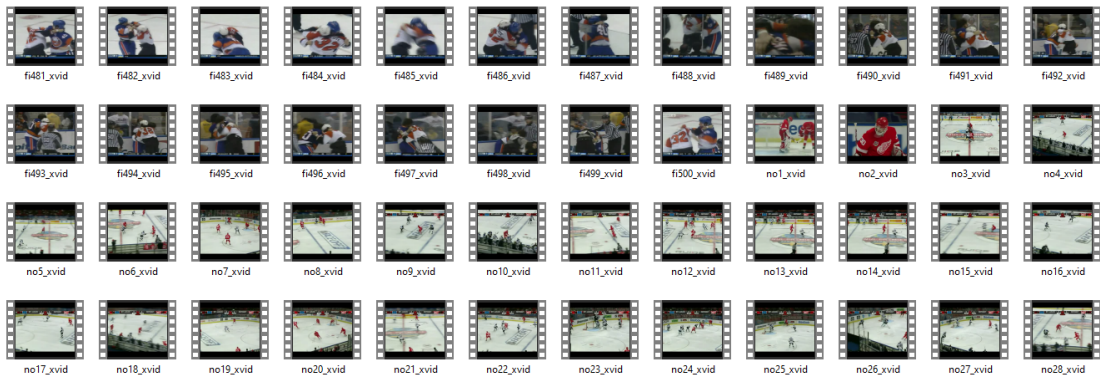 fi481_xvid fi482_xvid fi483_xvid fi484_xvid fi485_xvid fi486_xvid fi487_xvid fi488_xvid fi489_xvid fi490_xvid fi491_xvid fi492_xvid
fi493_xvid fi494_xvid fi495_xvid fi496_xvid fi497_xvid fi498_xvid fi499_xvid fi500_xvid no1_xvid no2_xvid no3_xvid no4_xvid
no5_xvid no6_xvid no7_xvid no8_xvid no9_xvid no10_xvid no11_xvid no12_xvid no13_xvid no14_xvid no15_xvid no16_xvid
no17_xvid no18_xvid no19_xvid no20_xvid no21_xvid no22_xvid no23_xvid no24_xvid no25_xvid no26_xvid no27_xvid no28_xvid